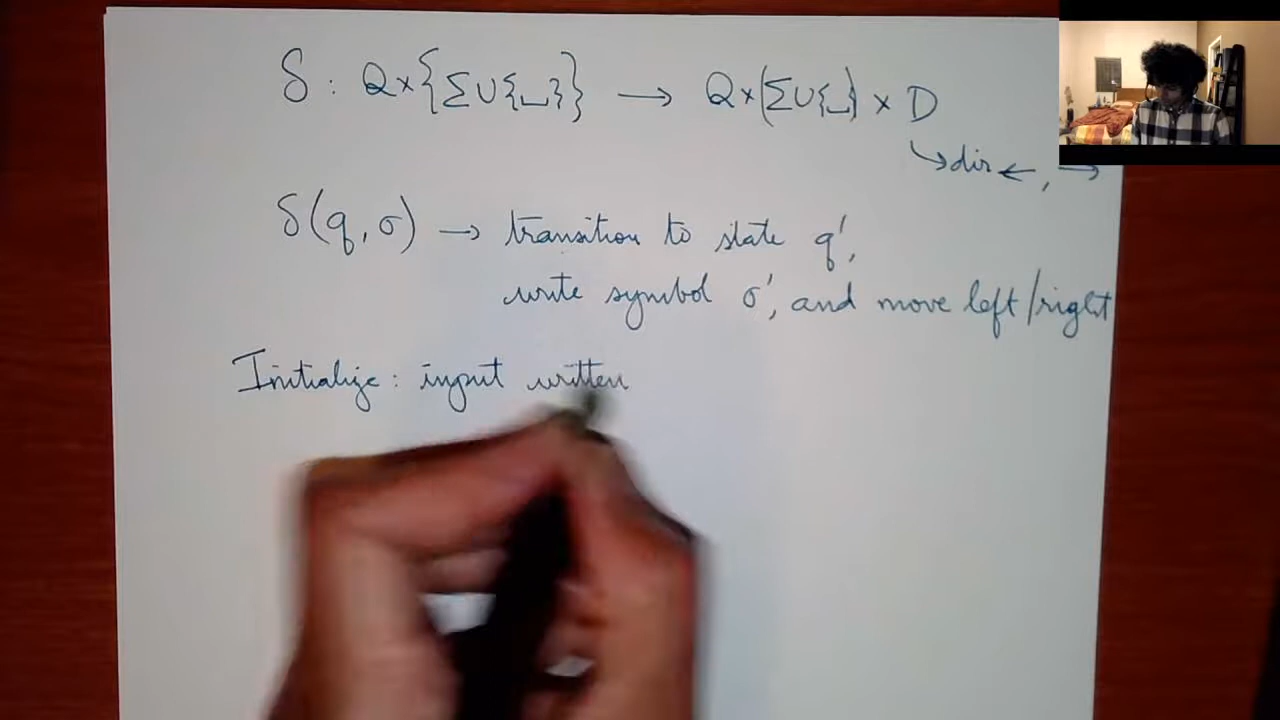 δ : Q×{Σ∪{␣}} → Q×(Σ∪{␣) × D
↳dir ←, →
δ(q,σ) → transition to state q',
write symbol σ', and move left/right
Initialize: input written